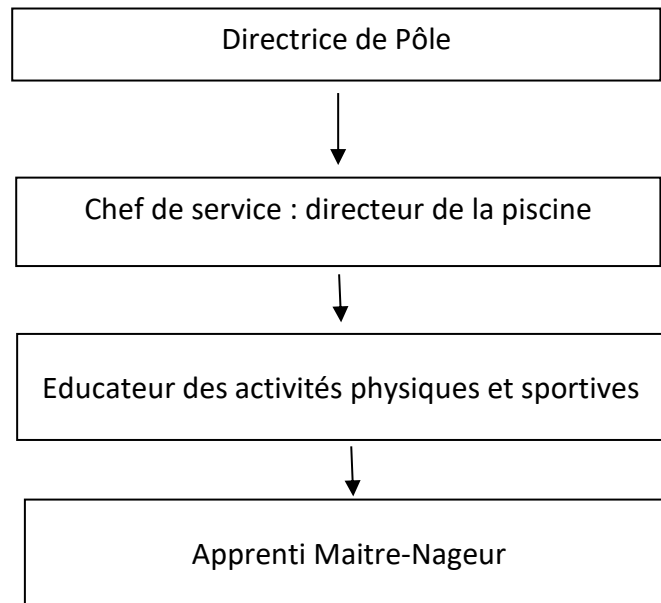 Directrice de Pôle
Chef de service : directeur de la piscine
Educateur des activités physiques et sportives
Apprenti Maitre-Nageur